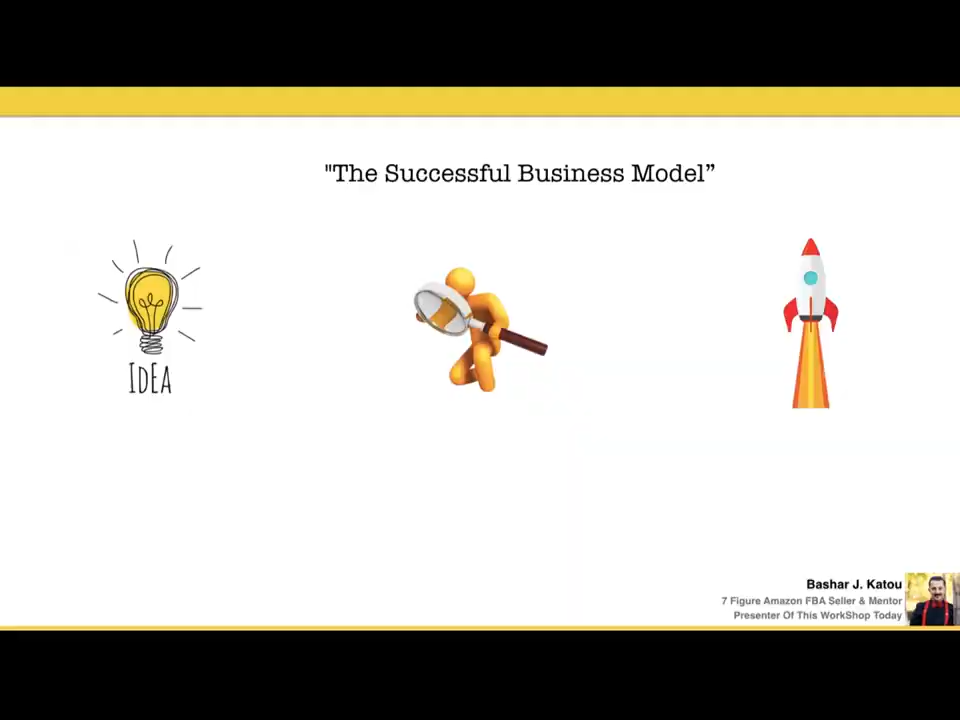 "The Successful Business Model”
IDEA
Bashar J. Katou
7 Figure Amazon FBA Seller & Mentor
Presenter Of This WorkShop Today